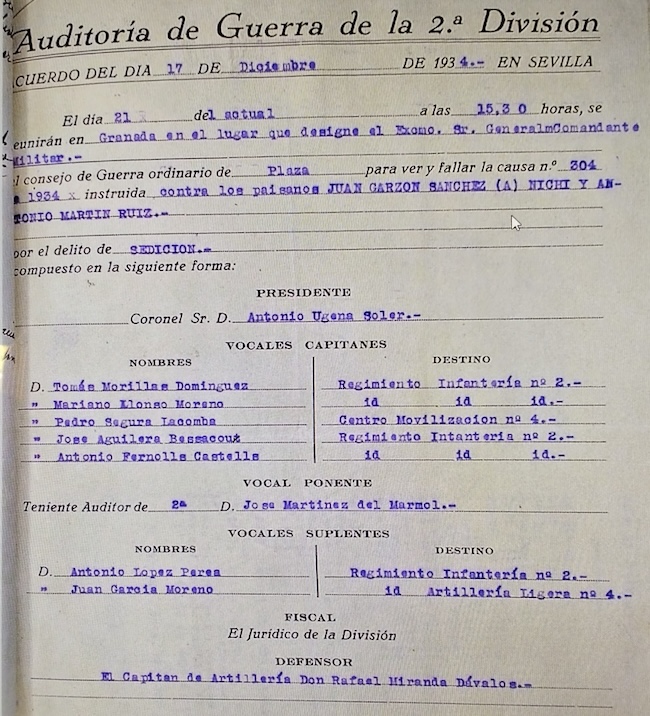 Auditoría de Guerra de la 2.ª División
CUERDO DEL DIA 17 DE Diciembre DE 1934.- EN SEVILLA
El día 21 del actual a las 15,30 horas, se
eunirán en Granada en el lugar que designe el Excmo. Sr. GeneralmComandante
Militar.-
l consejo de Guerra ordinario de Plaza para ver y fallar la causa n.º 304
1934 x instruida contra los paisanos JUAN GARZON SANCHEZ (A) NICHI Y AN-
TONIO MARTIN RUIZ.-
por el delito de SEDICION.-
compuesto en la siguiente forma:
PRESIDENTE
Coronel Sr. D. Antonio Ugena Soler.-
VOCALES CAPITANES
NOMBRES DESTINO
D. Tomás Morillas Dominguez Regimiento Infantería nº 2.-
" Mariano Alonso Moreno id id id.-
" Pedro Segura Lacomba Centro Movilizacion nº 4.-
" Jose Aguilera Bassacout Regimiento Intanteria nº 2.-
" Antonio Fernolls Castells id id id.-
VOCAL PONENTE
Teniente Auditor de 2ª D. Jose Martinez del Marmol.-
VOCALES SUPLENTES
NOMBRES DESTINO
D. Antonio Lopez Perea Regimiento Infantería nº 2.-
" Juan Garcia Moreno id Artillería Ligera nº 4.-
FISCAL
El Jurídico de la División
DEFENSOR
El Capitan de Artillería Don Rafael Miranda Dávalos.-